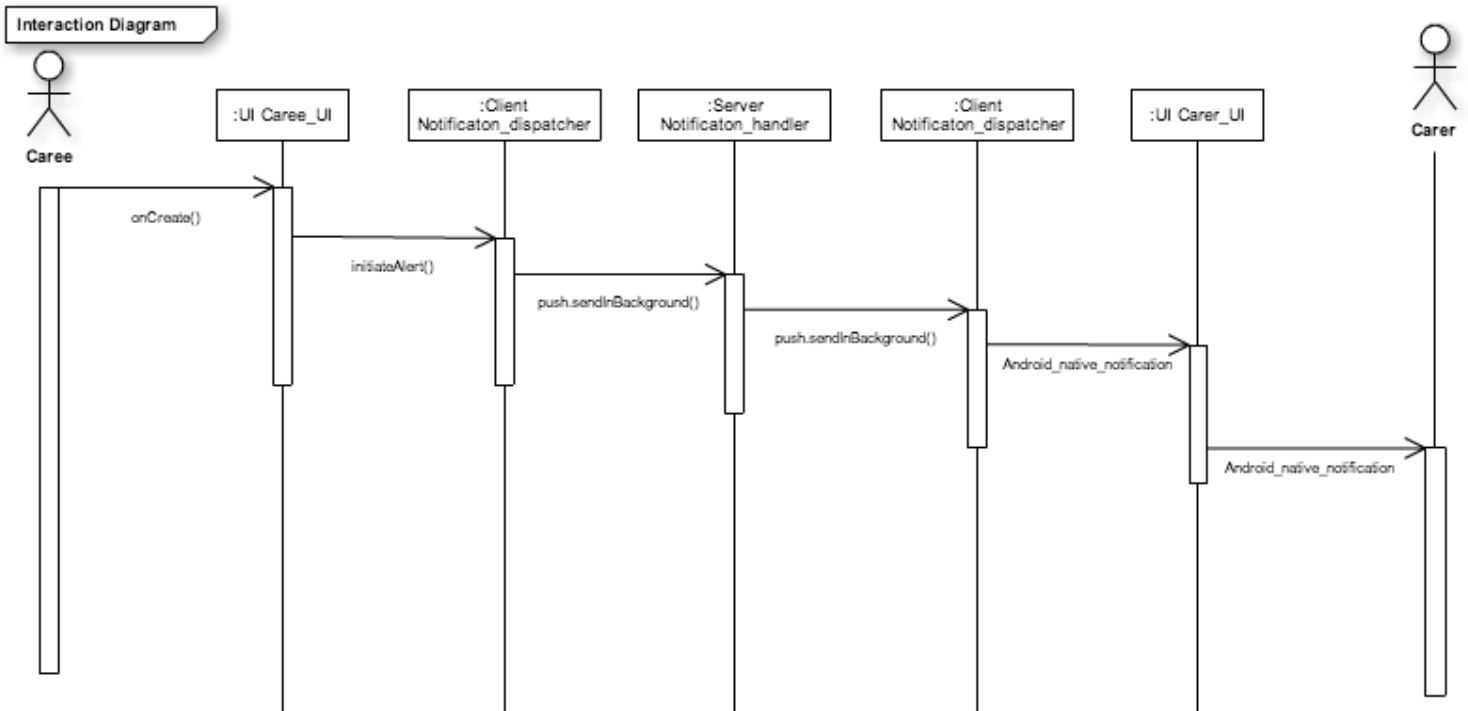 Interaction Diagram
Caree
:UI Caree_UI
:Client
Notificaton_dispatcher
:Server
Notificaton_handler
:Client
Notificaton_dispatcher
:UI Carer_UI
Carer
onCreate()
initiateAlert()
push.sendInBackground()
push.sendInBackground()
Android_native_notification
Android_native_notification